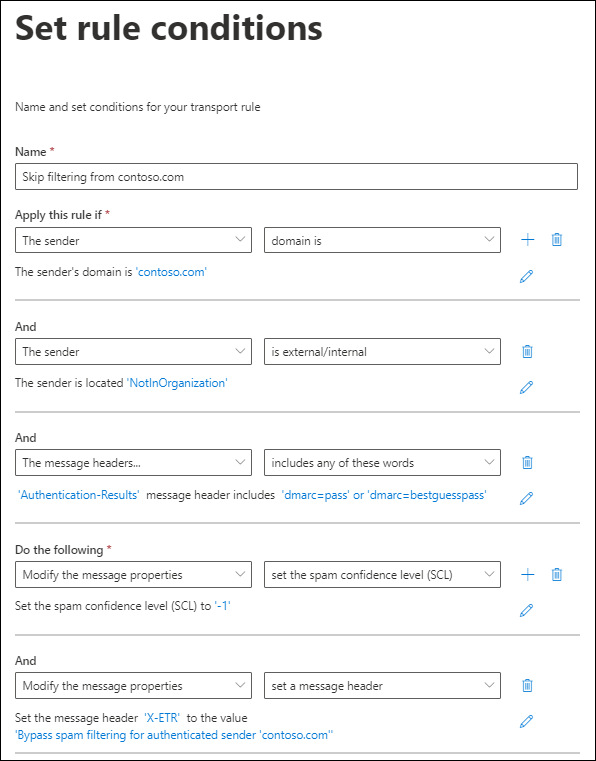 Set rule conditions
Name and set conditions for your transport rule
Name *
Skip filtering from contoso.com
Apply this rule if *
The sender
domain is
The sender's domain is 'contoso.com'
And
The sender
is external/internal
The sender is located 'NotInOrganization'
And
The message headers...
includes any of these words
'Authentication-Results' message header includes 'dmarc=pass' or 'dmarc=bestguesspass'
Do the following *
Modify the message properties
set the spam confidence level (SCL)
Set the spam confidence level (SCL) to '-1'
And
Modify the message properties
set a message header
Set the message header 'X-ETR' to the value
'Bypass spam filtering for authenticated sender 'contoso.com''